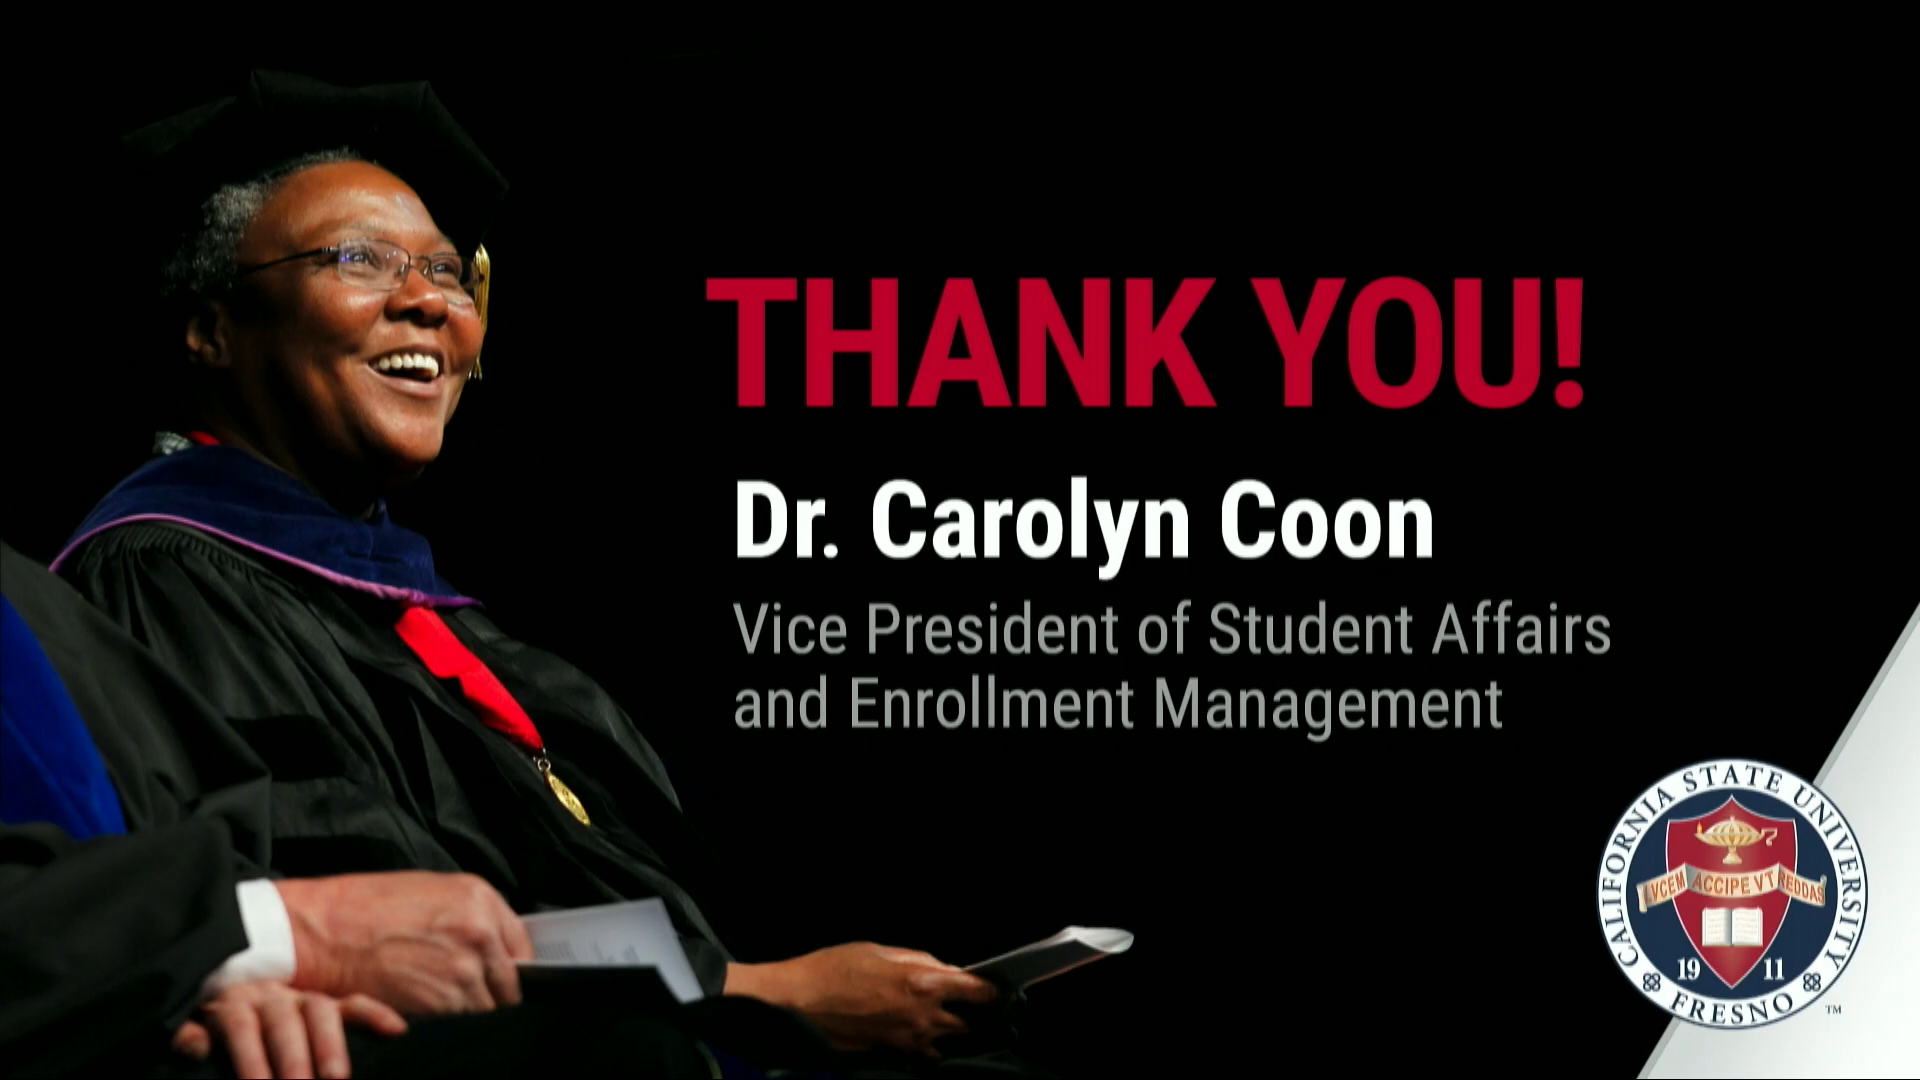 THANK YOU!
Dr. Carolyn Coon
Vice President of Student Affairs
and Enrollment Management
CALIFORNIA STATE UNIVERSITY
LVCEM ACCIPE VT REDDAS
19 11
FRESNO
™